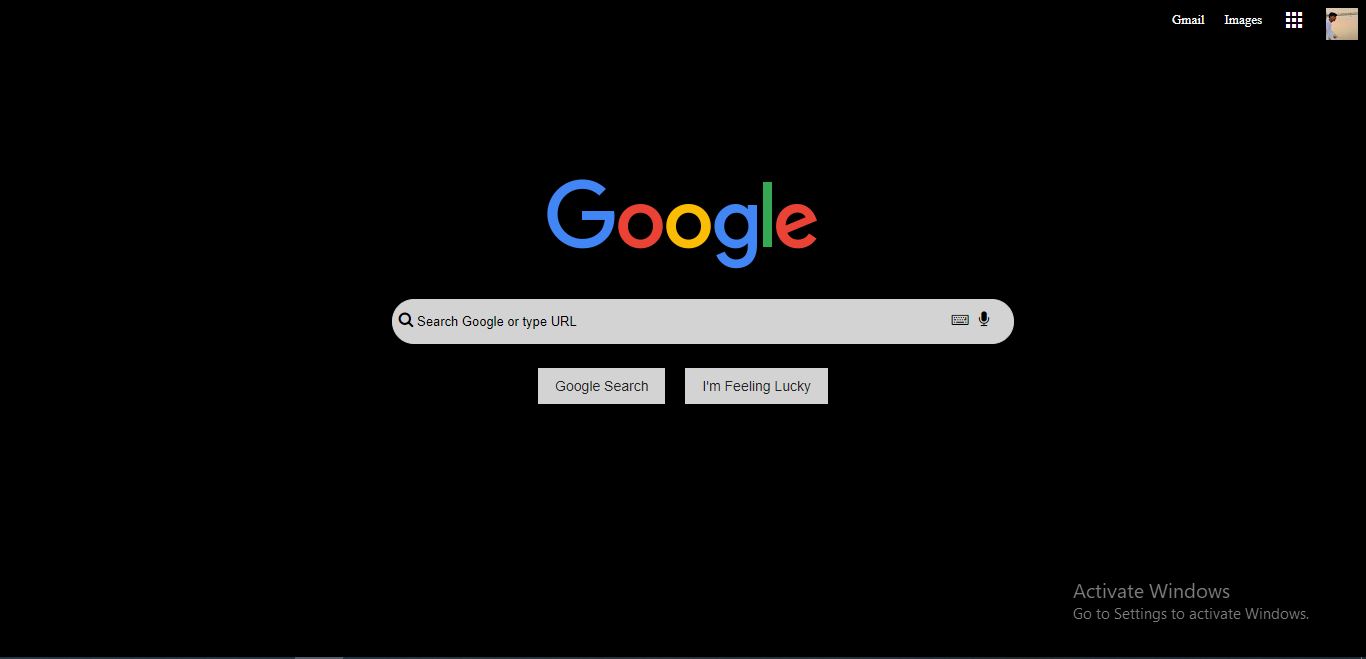 Gmail Images
Google
Search Google or type URL
Google Search I'm Feeling Lucky
Activate Windows
Go to Settings to activate Windows.